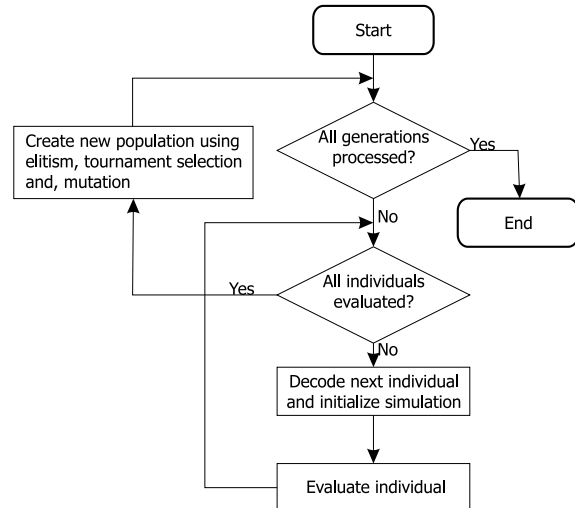 Start
All generations
processed?
Yes
Create new population using
elitism, tournament selection
and, mutation
End
No
All individuals
evaluated?
Yes
No
Decode next individual
and initialize simulation
Evaluate individual